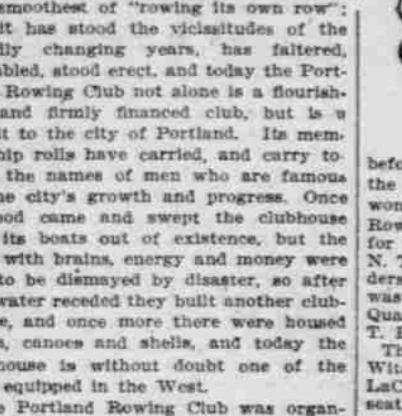 smoothest of "rowing its own row";
it has stood the vicissitudes of the
ily changing years, has faltered,
bled, stood erect, and today the Port-
Rowing Club not alone is a flourish-
and firmly financed club, but is a
it to the city of Portland. Its mem-
hip rolls have carried, and carry to-
the names of men who are famous
he city's growth and progress. Once
ood came and swept the clubhouse
its boats out of existence, but the
with brains, energy and money were
to be dismayed by disaster, so after
water receded they built another club-
e, and once more there were housed
s, canoes and shells, and today the
house is without doubt one of the
equipped in the West.
Portland Rowing Club was organ-
befo
the
won
Row
for
N. T
ders
was
Qua
T. R
Th
Wit
LaC
seat